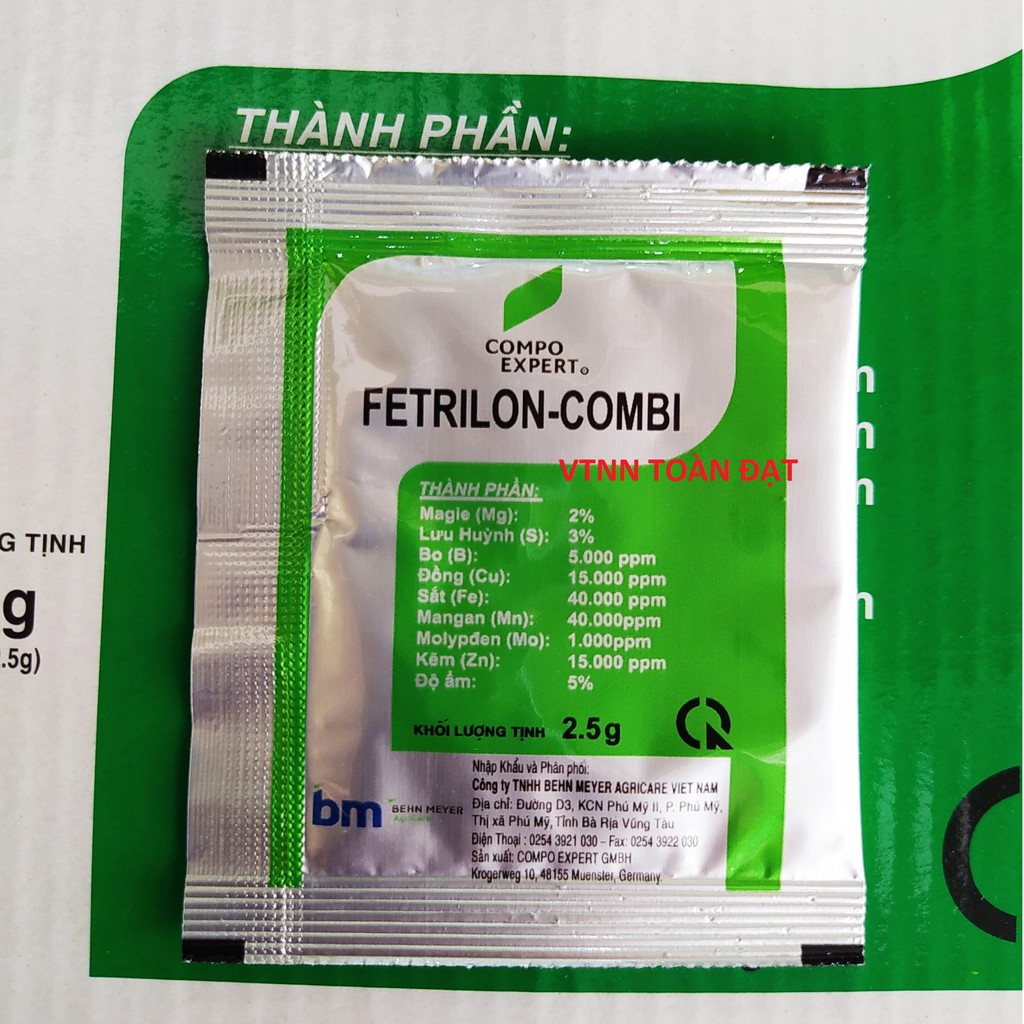 THÀNH PHẦN:
COMPO
EXPERT®
FETRILON-COMBI
VTNN TOÀN ĐẠT
THÀNH PHẦN:
Magie (Mg): 2%
Lưu Huỳnh (S): 3%
Bo (B): 5.000 ppm
Đồng (Cu): 15.000 ppm
Sắt (Fe): 40.000 ppm
Mangan (Mn): 40.000ppm
Molypđen (Mo): 1.000ppm
Kẽm (Zn): 15.000 ppm
Độ ẩm: 5%
KHỐI LƯỢNG TỊNH 2.5g
Nhập Khẩu và Phân phối:
Công ty TNHH BEHN MEYER AGRICARE VIET NAM
Địa chỉ: Đường D3, KCN Phú Mỹ II, P. Phú Mỹ,
Thị xã Phú Mỹ, Tỉnh Bà Rịa Vũng Tàu
Điện Thoại : 0254 3921 030 – Fax: 0254 3922 030
Sản xuất: COMPO EXPERT GMBH
Krogerweg 10, 48155 Muenster, Germany.
bm BEHN MEYER
AgriCare
G TỊNH
g
.5g)
n
n
n
n